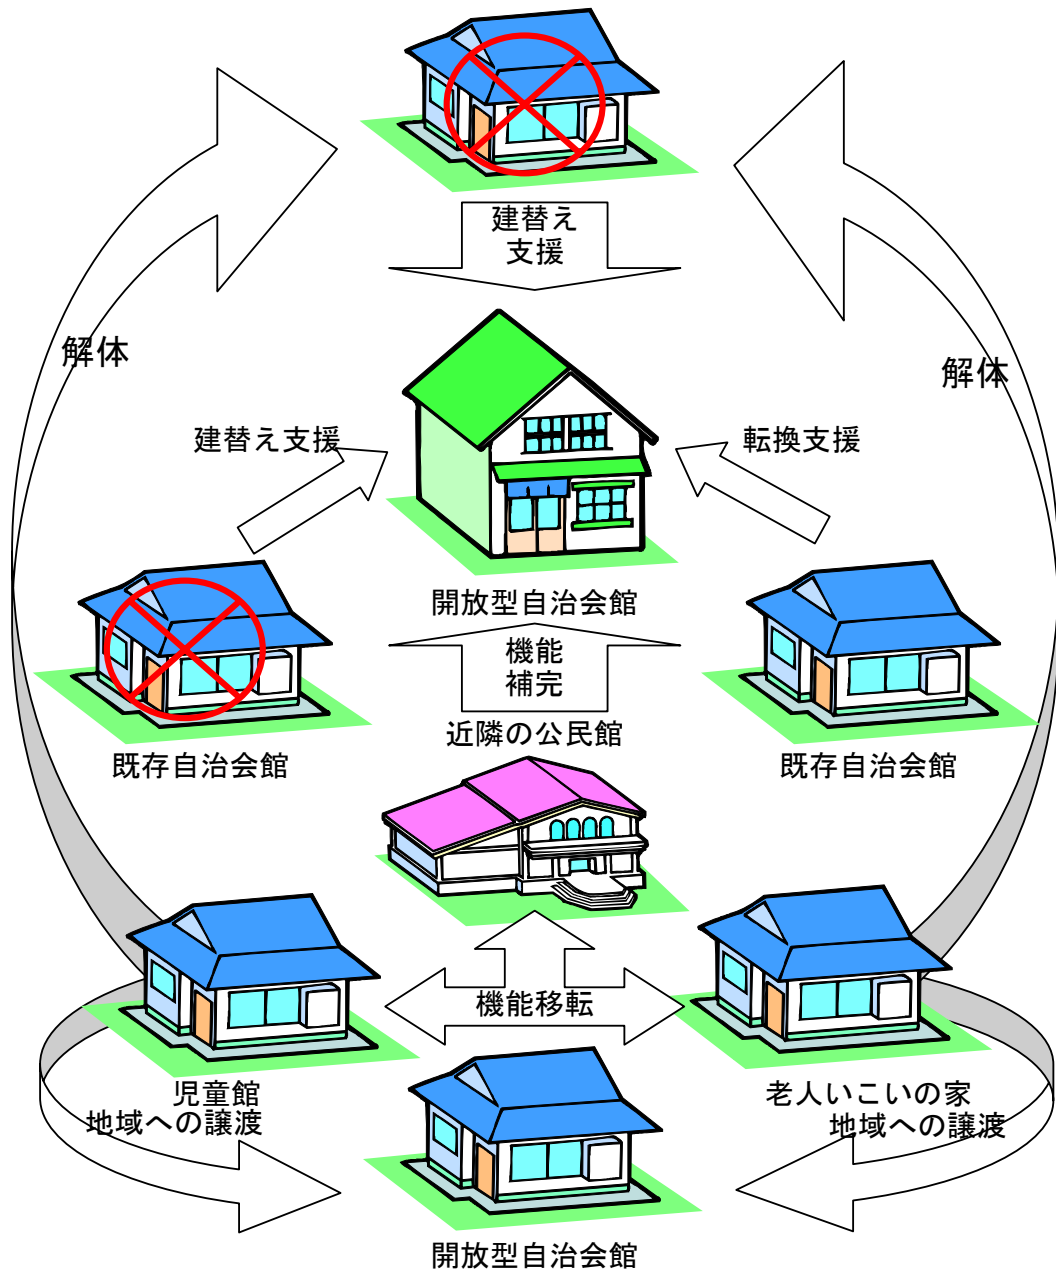 建替え
支援
解体
解体
建替え支援
転換支援
開放型自治会館
機能
補完
近隣の公民館
既存自治会館
既存自治会館
機能移転
児童館
地域への譲渡
老人いこいの家
地域への譲渡
開放型自治会館